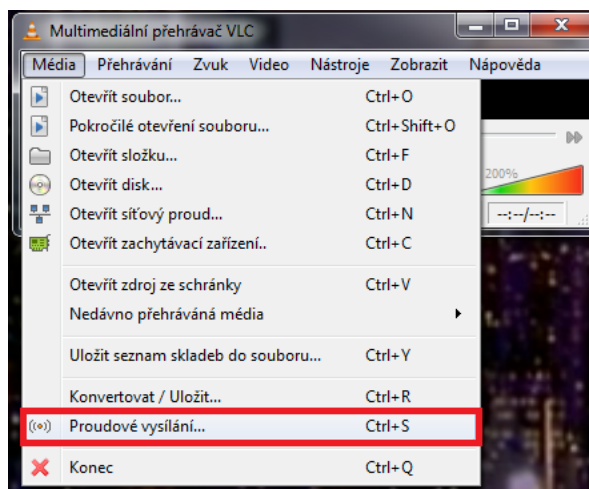 Multimediální přehrávač VLC
Média Přehrávání Zvuk Video Nástroje Zobrazit Nápověda
Otevřít soubor... Ctrl+O
Pokročilé otevření souboru... Ctrl+Shift+O
Otevřít složku... Ctrl+F
Otevřít disk... Ctrl+D
200%
Otevřít síťový proud... Ctrl+N
--:--/--:--
Otevřít zachytávací zařízení.. Ctrl+C
Otevřít zdroj ze schránky Ctrl+V
Nedávno přehráváná média
Uložit seznam skladeb do souboru... Ctrl+Y
Konvertovat / Uložit... Ctrl+R
Proudové vysílání... Ctrl+S
Konec Ctrl+Q